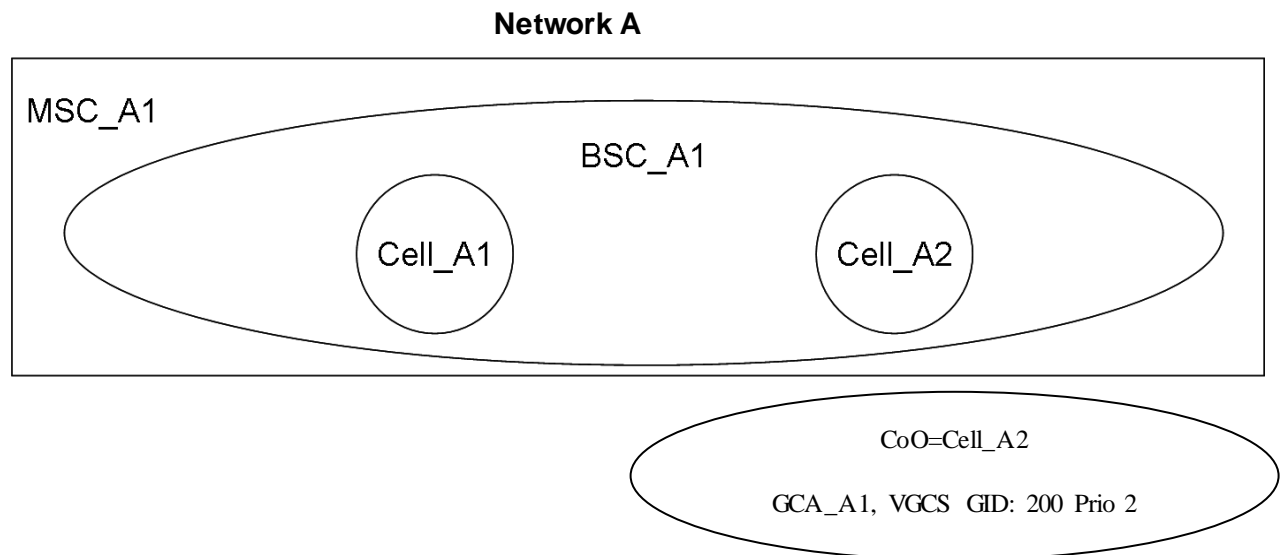 Network A
MSC_A1
BSC_A1
Cell_A1
Cell_A2
CoO=Cell_A2
GCA_A1, VGCS GID: 200 Prio 2